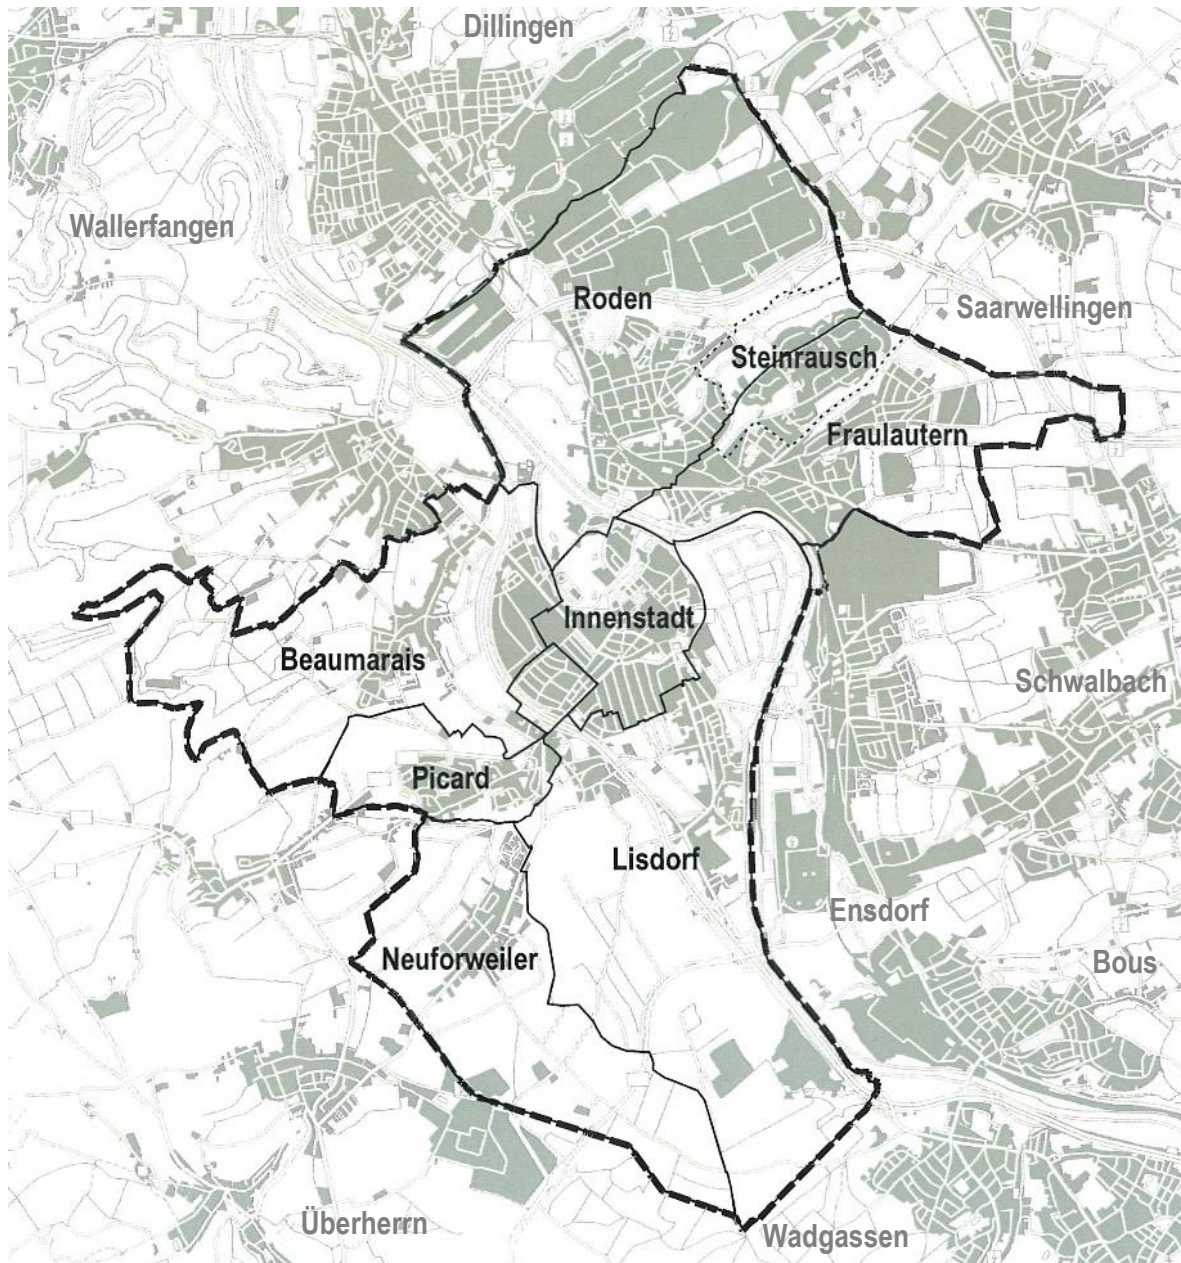 Dillingen
Wallerfangen
Roden
Saarwellingen
Steinrausch
Fraulautern
Innenstadt
Beaumarais
Schwalbach
Picard
Lisdorf
Ensdorf
Neuforweiler
Bous
Überherrn
Wadgassen